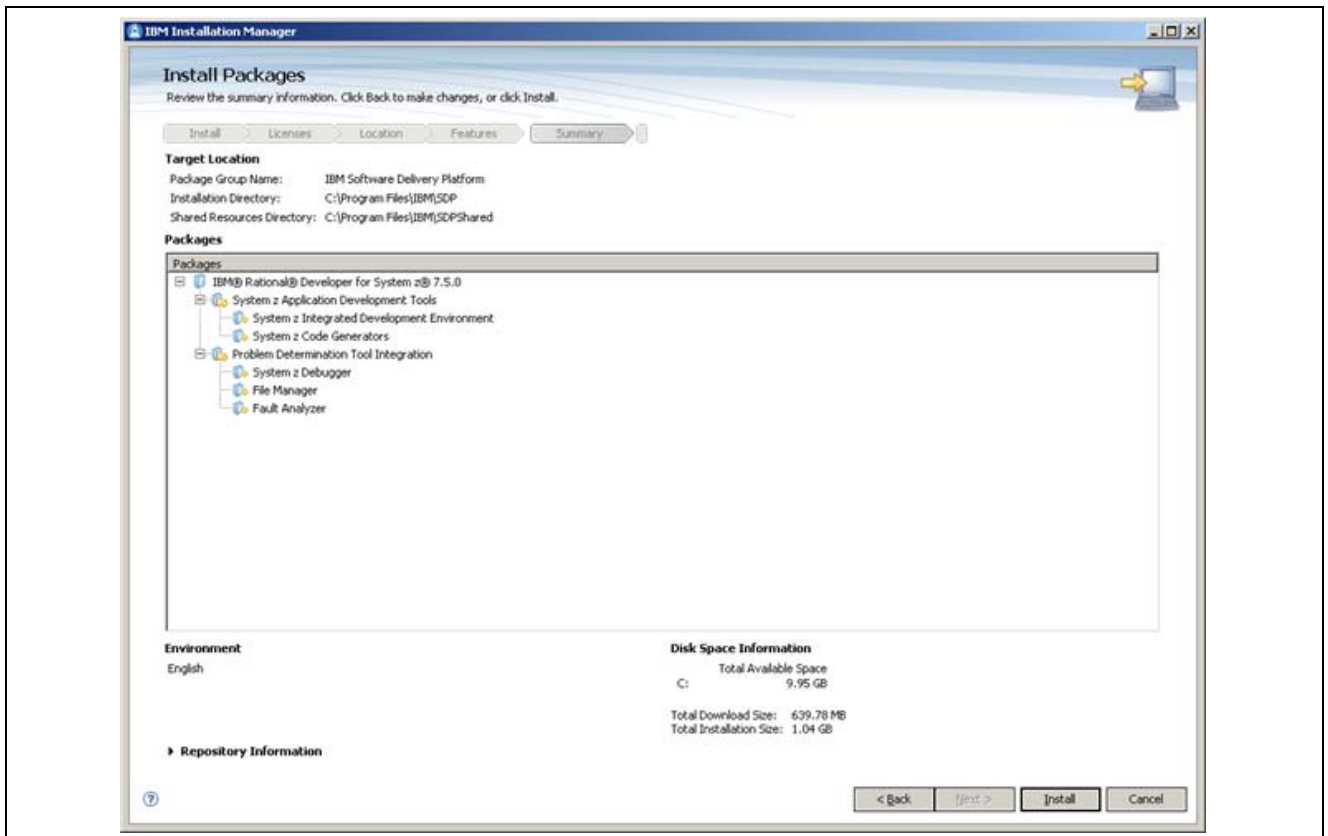 IBM Installation Manager
Install Packages
Review the summary information. Click Back to make changes, or click Install.
Install Licenses Location Features Summary
Target Location
Package Group Name: IBM Software Delivery Platform
Installation Directory: C:\Program Files\IBM\SDP
Shared Resources Directory: C:\Program Files\IBM\SDPShared
Packages
Packages
IBM® Rational® Developer for System z® 7.5.0
System z Application Development Tools
System z Integrated Development Environment
System z Code Generators
Problem Determination Tool Integration
System z Debugger
File Manager
Fault Analyzer
Environment
English
Disk Space Information
Total Available Space
C: 9.95 GB
Total Download Size: 639.78 MB
Total Installation Size: 1.04 GB
Repository Information
? < Back Next > Install Cancel